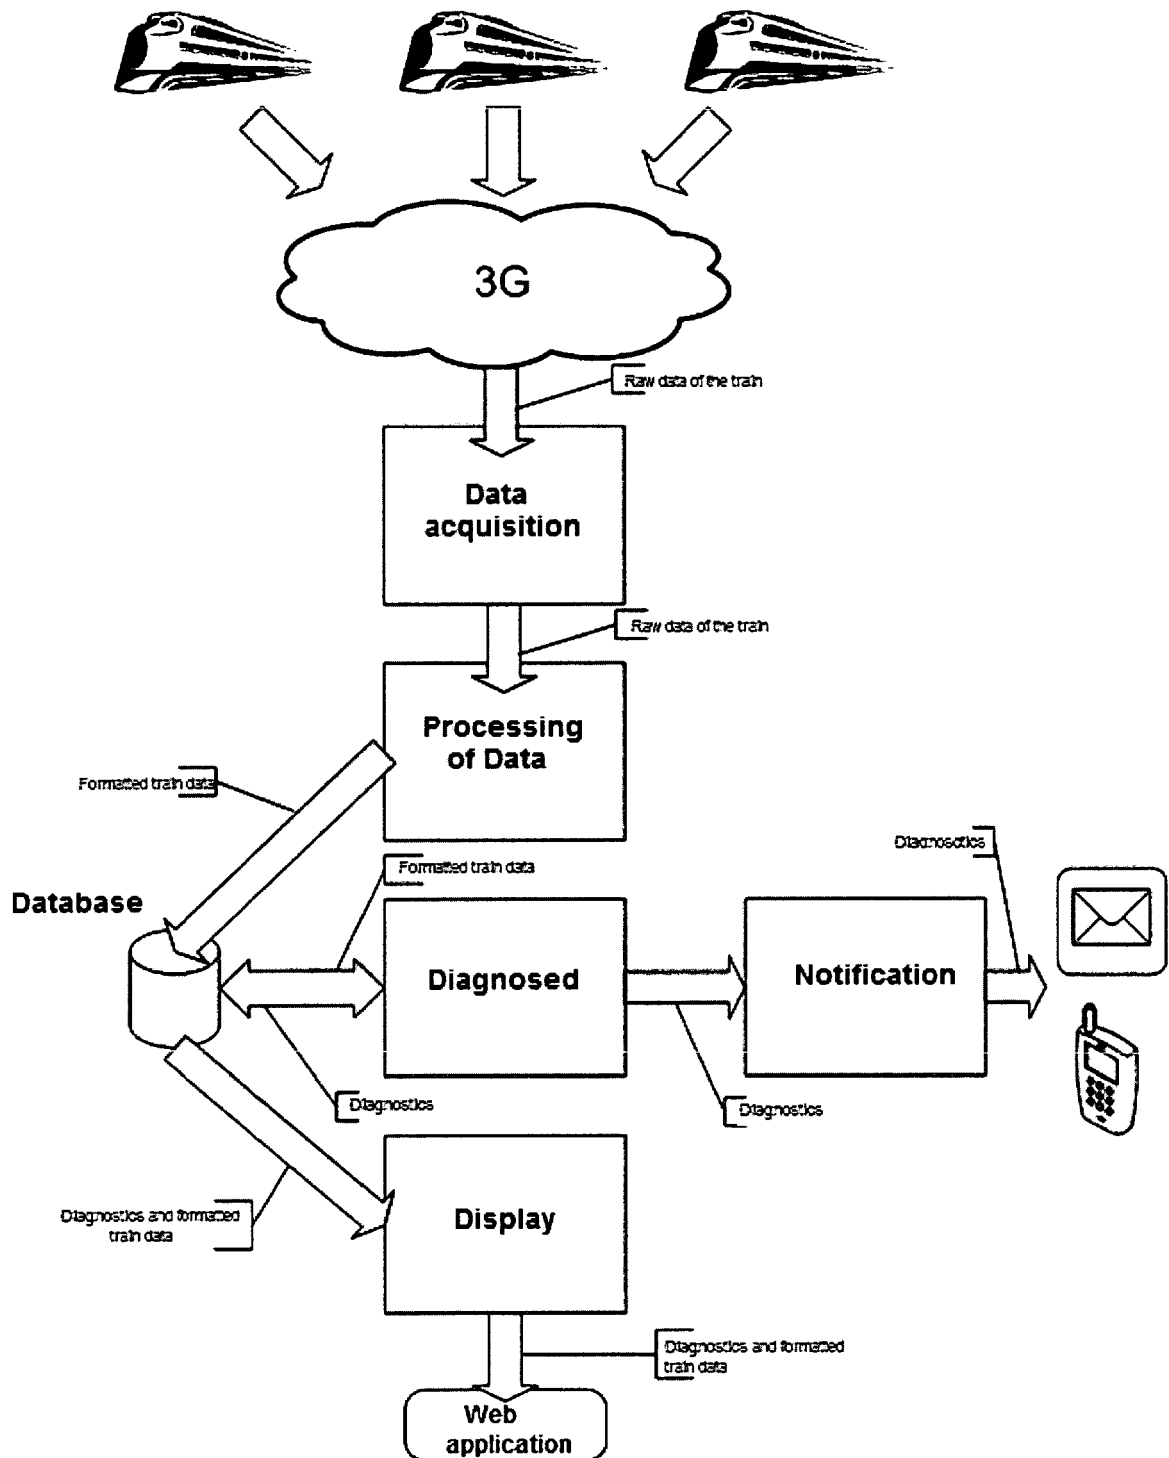 3G
Raw data of the train
Data
acquisition
Raw data of the train
Processing
of Data
Formatted train data
Diagnosctics
Formatted train data
Database
Diagnosed
Notification
Diagnostics
Diagnostics
Diagnostics and formatted
train data
Display
Diagnostics and formatted
train data
Web
application